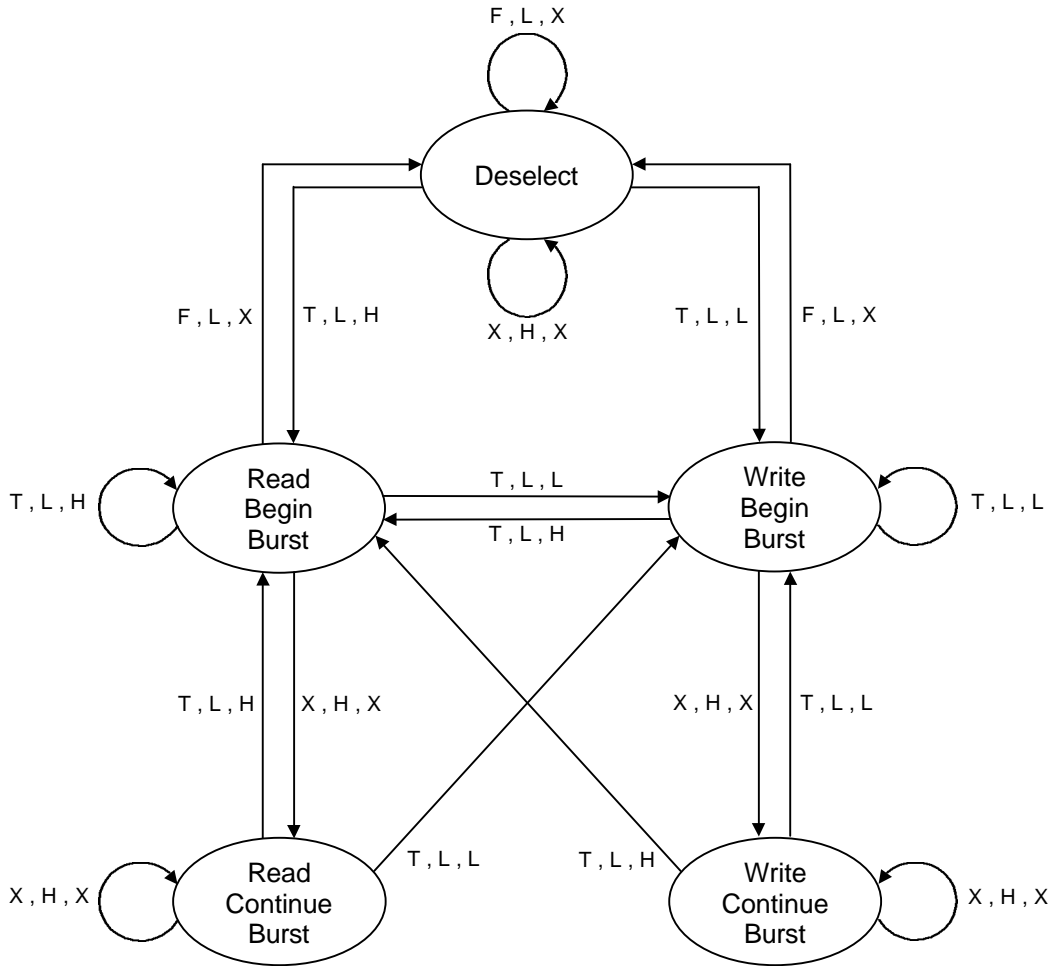 F , L , X
Deselect
X , H , X
F , L , X
T , L , H
T , L , L
F , L , X
T , L , H
Read
Begin
Burst
T , L , L
T , L , H
Write
Begin
Burst
T , L , L
T , L , H
X , H , X
X , H , X
T , L , L
X , H , X
Read
Continue
Burst
T , L , L
T , L , H
Write
Continue
Burst
X , H , X